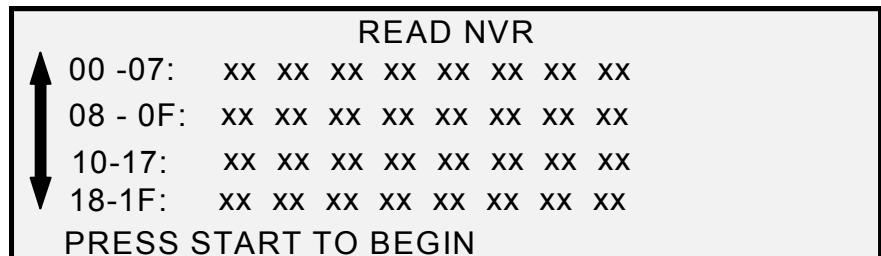 READ NVR
00 -07: xx xx xx xx xx xx xx xx
08 - 0F: xx xx xx xx xx xx xx xx
10-17: xx xx xx xx xx xx xx xx
18-1F: xx xx xx xx xx xx xx xx
PRESS START TO BEGIN